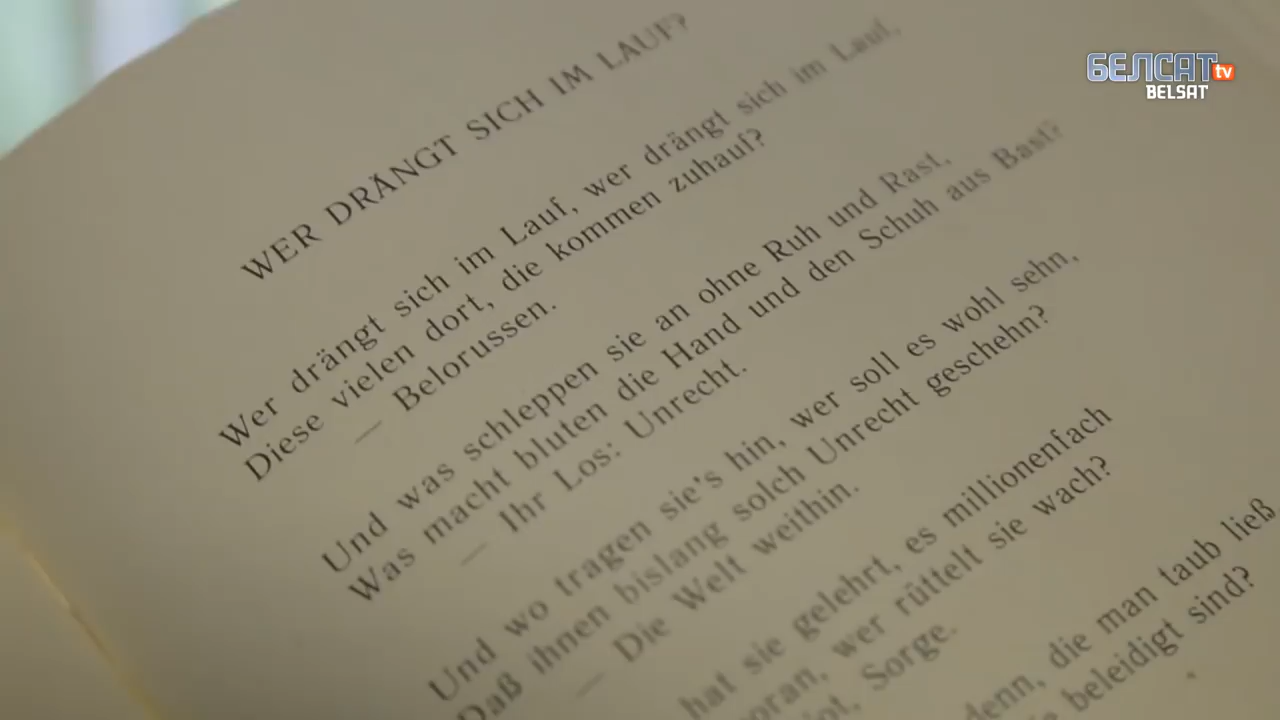 WER DRÄNGT SICH IM LAUF?
Wer drängt sich im Lauf, wer drängt sich im Lauf,
Diese vielen dort, die kommen zuhauf?
— Belorussen.
Und was schleppen sie an ohne Ruh und Rast,
Was macht bluten die Hand und den Schuh aus Bast?
— Ihr Los: Unrecht.
Und wo tragen sie's hin, wer soll es wohl sehn,
Daß ihnen bislang solch Unrecht geschehn?
— Die Welt weithin.
hat sie gelehrt, es millionenfach
wer rüttelt sie wach?
Sorge.
denn, die man taub ließ
beleidigt sind?
БЕЛСАТ tv
BELSAT